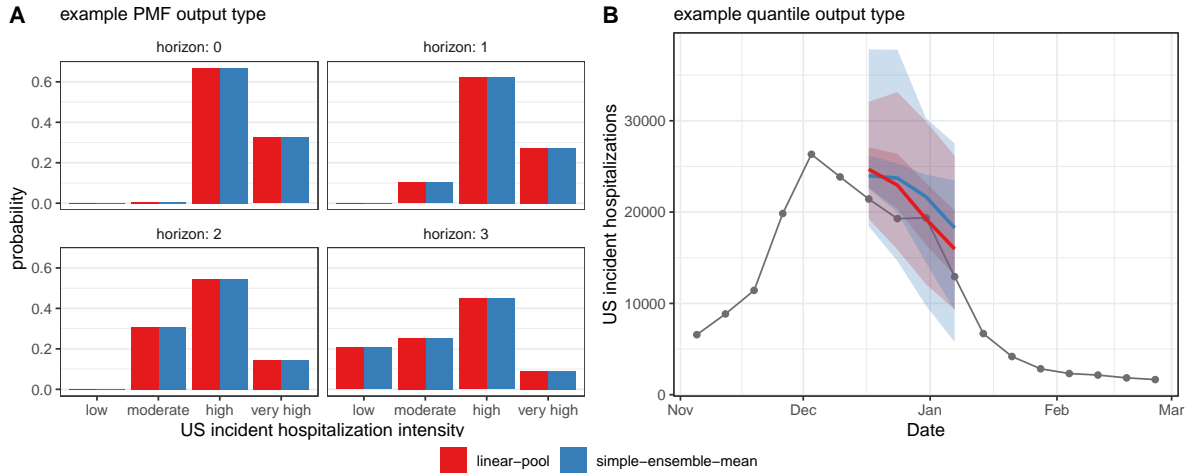 A example PMF output type
horizon: 0 horizon: 1
0.6
0.4
0.2
0.0
horizon: 2 horizon: 3
0.6
0.4
0.2
0.0
probability
low moderate high very high low moderate high very high
US incident hospitalization intensity
B example quantile output type
US incident hospitalizations
30000
20000
10000
0
Nov Dec Jan Feb Mar
Date
linear−pool simple−ensemble−mean